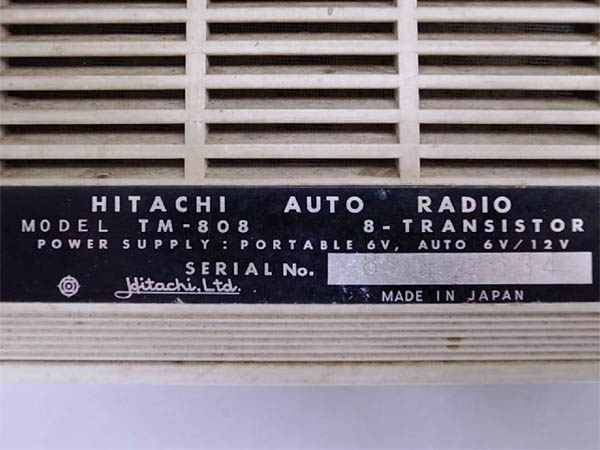 HITACHI AUTO RADIO
MODEL TM-808 8-TRANSISTOR
POWER SUPPLY: PORTABLE 6V, AUTO 6V/12V
SERIAL No.
Hitachi, Ltd.
MADE IN JAPAN